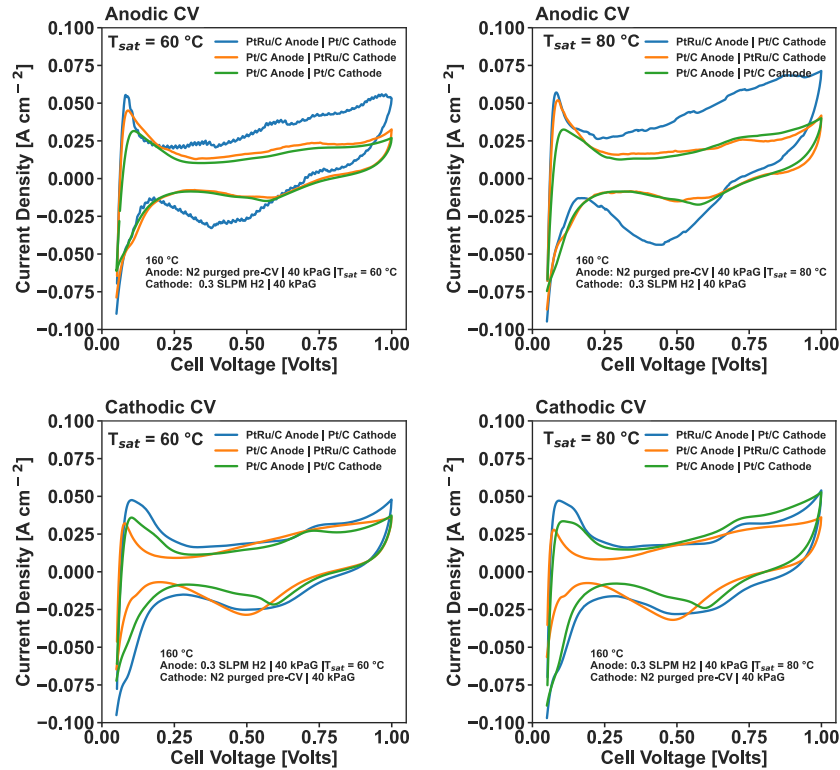 Anodic CV
T_sat = 60 °C
PtRu/C Anode | Pt/C Cathode
Pt/C Anode | PtRu/C Cathode
Pt/C Anode | Pt/C Cathode
0.100
0.075
0.050
0.025
0.000
−0.025
−0.050
−0.075
−0.100
Current Density [A cm⁻²]
160 °C
Anode: N2 purged pre-CV | 40 kPaG |T_sat = 60 °C
Cathode: 0.3 SLPM H2 | 40 kPaG
0.00 0.25 0.50 0.75 1.00
Cell Voltage [Volts]
Anodic CV
T_sat = 80 °C
PtRu/C Anode | Pt/C Cathode
Pt/C Anode | PtRu/C Cathode
Pt/C Anode | Pt/C Cathode
0.100
0.075
0.050
0.025
0.000
−0.025
−0.050
−0.075
−0.100
Current Density [A cm⁻²]
160 °C
Anode: N2 purged pre-CV | 40 kPaG |T_sat = 80 °C
Cathode: 0.3 SLPM H2 | 40 kPaG
0.00 0.25 0.50 0.75 1.00
Cell Voltage [Volts]
Cathodic CV
T_sat = 60 °C
PtRu/C Anode | Pt/C Cathode
Pt/C Anode | PtRu/C Cathode
Pt/C Anode | Pt/C Cathode
0.100
0.075
0.050
0.025
0.000
−0.025
−0.050
−0.075
−0.100
Current Density [A cm⁻²]
160 °C
Anode: 0.3 SLPM H2 | 40 kPaG |T_sat = 60 °C
Cathode: N2 purged pre-CV | 40 kPaG
0.00 0.25 0.50 0.75 1.00
Cell Voltage [Volts]
Cathodic CV
T_sat = 80 °C
PtRu/C Anode | Pt/C Cathode
Pt/C Anode | PtRu/C Cathode
Pt/C Anode | Pt/C Cathode
0.100
0.075
0.050
0.025
0.000
−0.025
−0.050
−0.075
−0.100
Current Density [A cm⁻²]
160 °C
Anode: 0.3 SLPM H2 | 40 kPaG |T_sat = 80 °C
Cathode: N2 purged pre-CV | 40 kPaG
0.00 0.25 0.50 0.75 1.00
Cell Voltage [Volts]